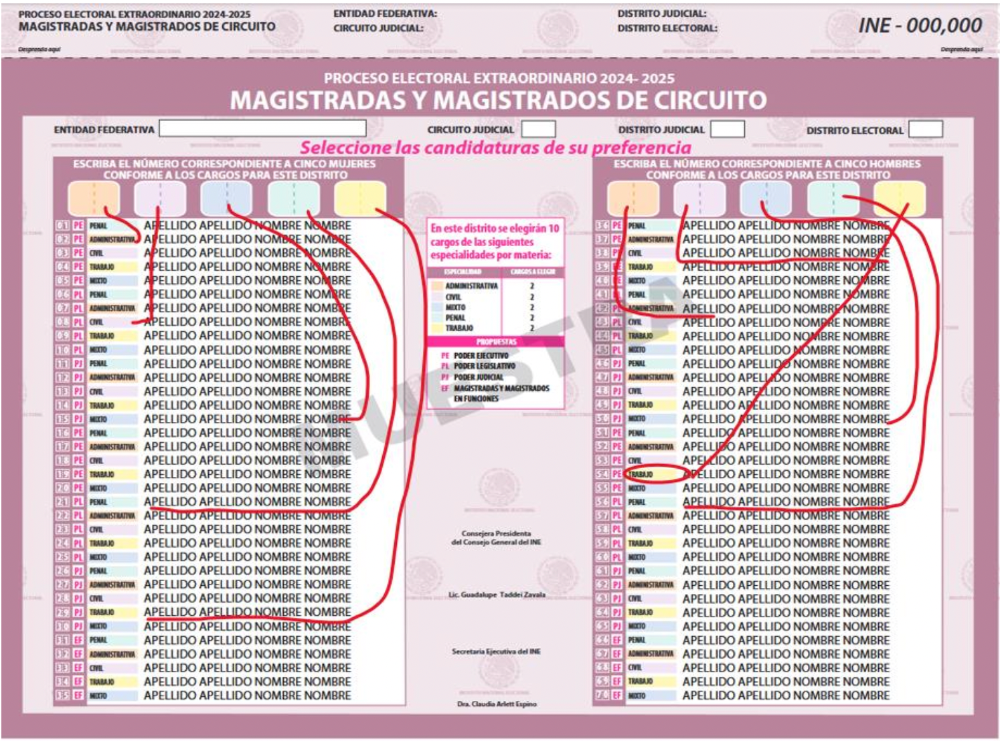 PROCESO ELECTORAL EXTRAORDINARIO 2024-2025
MAGISTRADAS Y MAGISTRADOS DE CIRCUITO
ENTIDAD FEDERATIVA:
CIRCUITO JUDICIAL:
DISTRITO JUDICIAL:
DISTRITO ELECTORAL:
INE - 000,000
Desprenda aquí
Desprenda aquí
PROCESO ELECTORAL EXTRAORDINARIO 2024- 2025
MAGISTRADAS Y MAGISTRADOS DE CIRCUITO
ENTIDAD FEDERATIVA
CIRCUITO JUDICIAL
DISTRITO JUDICIAL
DISTRITO ELECTORAL
Seleccione las candidaturas de su preferencia
ESCRIBA EL NÚMERO CORRESPONDIENTE A CINCO MUJERES
CONFORME A LOS CARGOS PARA ESTE DISTRITO
01 PE PENAL APELLIDO APELLIDO NOMBRE NOMBRE
02 PE ADMINISTRATIVA APELLIDO APELLIDO NOMBRE NOMBRE
03 PE CIVIL APELLIDO APELLIDO NOMBRE NOMBRE
04 PE TRABAJO APELLIDO APELLIDO NOMBRE NOMBRE
05 PE MIXTO APELLIDO APELLIDO NOMBRE NOMBRE
06 PL PENAL APELLIDO APELLIDO NOMBRE NOMBRE
07 PL ADMINISTRATIVA APELLIDO APELLIDO NOMBRE NOMBRE
08 PL CIVIL APELLIDO APELLIDO NOMBRE NOMBRE
09 PL TRABAJO APELLIDO APELLIDO NOMBRE NOMBRE
10 PL MIXTO APELLIDO APELLIDO NOMBRE NOMBRE
11 PJ PENAL APELLIDO APELLIDO NOMBRE NOMBRE
12 PJ ADMINISTRATIVA APELLIDO APELLIDO NOMBRE NOMBRE
13 PJ CIVIL APELLIDO APELLIDO NOMBRE NOMBRE
14 PJ TRABAJO APELLIDO APELLIDO NOMBRE NOMBRE
15 PJ MIXTO APELLIDO APELLIDO NOMBRE NOMBRE
16 PE PENAL APELLIDO APELLIDO NOMBRE NOMBRE
17 PE ADMINISTRATIVA APELLIDO APELLIDO NOMBRE NOMBRE
18 PE CIVIL APELLIDO APELLIDO NOMBRE NOMBRE
19 PE TRABAJO APELLIDO APELLIDO NOMBRE NOMBRE
20 PE MIXTO APELLIDO APELLIDO NOMBRE NOMBRE
21 PL PENAL APELLIDO APELLIDO NOMBRE NOMBRE
22 PL ADMINISTRATIVA APELLIDO APELLIDO NOMBRE NOMBRE
23 PL CIVIL APELLIDO APELLIDO NOMBRE NOMBRE
24 PL TRABAJO APELLIDO APELLIDO NOMBRE NOMBRE
25 PL MIXTO APELLIDO APELLIDO NOMBRE NOMBRE
26 PJ PENAL APELLIDO APELLIDO NOMBRE NOMBRE
27 PJ ADMINISTRATIVA APELLIDO APELLIDO NOMBRE NOMBRE
28 PJ CIVIL APELLIDO APELLIDO NOMBRE NOMBRE
29 PJ TRABAJO APELLIDO APELLIDO NOMBRE NOMBRE
30 PJ MIXTO APELLIDO APELLIDO NOMBRE NOMBRE
31 EF PENAL APELLIDO APELLIDO NOMBRE NOMBRE
32 EF ADMINISTRATIVA APELLIDO APELLIDO NOMBRE NOMBRE
33 EF CIVIL APELLIDO APELLIDO NOMBRE NOMBRE
34 EF TRABAJO APELLIDO APELLIDO NOMBRE NOMBRE
35 EF MIXTO APELLIDO APELLIDO NOMBRE NOMBRE
En este distrito se elegirán 10
cargos de las siguientes
especialidades por materia:
ESPECIALIDAD CARGOS A ELEGIR
ADMINISTRATIVA 2
CIVIL 2
MIXTO 2
PENAL 2
TRABAJO 2
PROPUESTAS
PE PODER EJECUTIVO
PL PODER LEGISLATIVO
PJ PODER JUDICIAL
EF MAGISTRADAS Y MAGISTRADOS
EN FUNCIONES
MUESTRA
Consejera Presidenta
del Consejo General del INE
Lic. Guadalupe Taddei Zavala
Secretaria Ejecutiva del INE
Dra. Claudia Arlett Espino
ESCRIBA EL NÚMERO CORRESPONDIENTE A CINCO HOMBRES
CONFORME A LOS CARGOS PARA ESTE DISTRITO
36 PE PENAL APELLIDO APELLIDO NOMBRE NOMBRE
37 PE ADMINISTRATIVA APELLIDO APELLIDO NOMBRE NOMBRE
38 PE CIVIL APELLIDO APELLIDO NOMBRE NOMBRE
39 PE TRABAJO APELLIDO APELLIDO NOMBRE NOMBRE
40 PE MIXTO APELLIDO APELLIDO NOMBRE NOMBRE
41 PL PENAL APELLIDO APELLIDO NOMBRE NOMBRE
42 PL ADMINISTRATIVA APELLIDO APELLIDO NOMBRE NOMBRE
43 PL CIVIL APELLIDO APELLIDO NOMBRE NOMBRE
44 PL TRABAJO APELLIDO APELLIDO NOMBRE NOMBRE
45 PL MIXTO APELLIDO APELLIDO NOMBRE NOMBRE
46 PJ PENAL APELLIDO APELLIDO NOMBRE NOMBRE
47 PJ ADMINISTRATIVA APELLIDO APELLIDO NOMBRE NOMBRE
48 PJ CIVIL APELLIDO APELLIDO NOMBRE NOMBRE
49 PJ TRABAJO APELLIDO APELLIDO NOMBRE NOMBRE
50 PJ MIXTO APELLIDO APELLIDO NOMBRE NOMBRE
51 PE PENAL APELLIDO APELLIDO NOMBRE NOMBRE
52 PE ADMINISTRATIVA APELLIDO APELLIDO NOMBRE NOMBRE
53 PE CIVIL APELLIDO APELLIDO NOMBRE NOMBRE
54 PE TRABAJO APELLIDO APELLIDO NOMBRE NOMBRE
55 PE MIXTO APELLIDO APELLIDO NOMBRE NOMBRE
56 PL PENAL APELLIDO APELLIDO NOMBRE NOMBRE
57 PL ADMINISTRATIVA APELLIDO APELLIDO NOMBRE NOMBRE
58 PL CIVIL APELLIDO APELLIDO NOMBRE NOMBRE
59 PL TRABAJO APELLIDO APELLIDO NOMBRE NOMBRE
60 PL MIXTO APELLIDO APELLIDO NOMBRE NOMBRE
61 PJ PENAL APELLIDO APELLIDO NOMBRE NOMBRE
62 PJ ADMINISTRATIVA APELLIDO APELLIDO NOMBRE NOMBRE
63 PJ CIVIL APELLIDO APELLIDO NOMBRE NOMBRE
64 PJ TRABAJO APELLIDO APELLIDO NOMBRE NOMBRE
65 PJ MIXTO APELLIDO APELLIDO NOMBRE NOMBRE
66 EF PENAL APELLIDO APELLIDO NOMBRE NOMBRE
67 EF ADMINISTRATIVA APELLIDO APELLIDO NOMBRE NOMBRE
68 EF CIVIL APELLIDO APELLIDO NOMBRE NOMBRE
69 EF TRABAJO APELLIDO APELLIDO NOMBRE NOMBRE
70 EF MIXTO APELLIDO APELLIDO NOMBRE NOMBRE